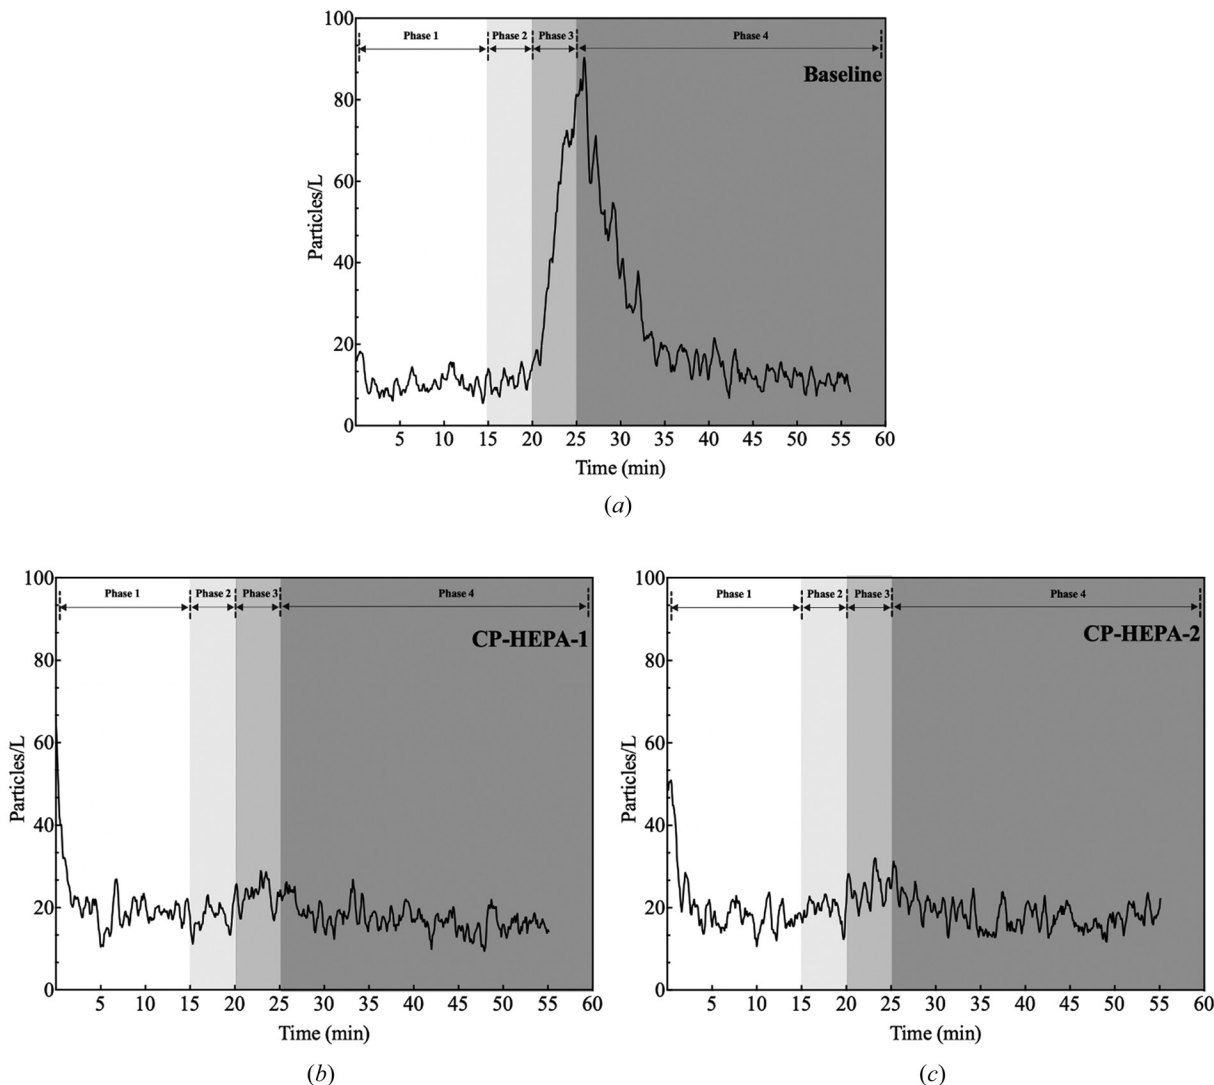 100
Phase 1 Phase 2 Phase 3 Phase 4
Baseline
80
60
40
20
0
Particles/L
5 10 15 20 25 30 35 40 45 50 55 60
Time (min)
(a)
100
Phase 1 Phase 2 Phase 3 Phase 4
CP-HEPA-1
80
60
40
20
0
Particles/L
5 10 15 20 25 30 35 40 45 50 55 60
Time (min)
(b)
100
Phase 1 Phase 2 Phase 3 Phase 4
CP-HEPA-2
80
60
40
20
0
Particles/L
5 10 15 20 25 30 35 40 45 50 55 60
Time (min)
(c)